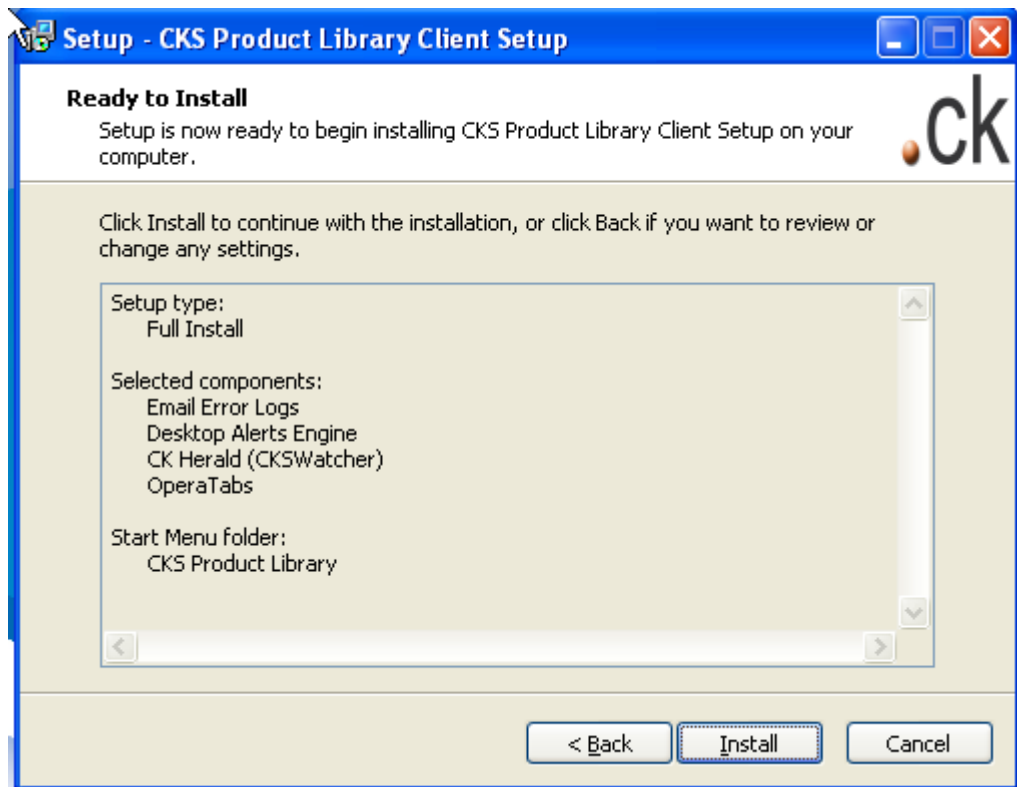 Setup - CKS Product Library Client Setup
Ready to Install
Setup is now ready to begin installing CKS Product Library Client Setup on your
computer.
.ck
Click Install to continue with the installation, or click Back if you want to review or
change any settings.
Setup type:
Full Install
Selected components:
Email Error Logs
Desktop Alerts Engine
CK Herald (CKSWatcher)
OperaTabs
Start Menu folder:
CKS Product Library
< Back
Install
Cancel